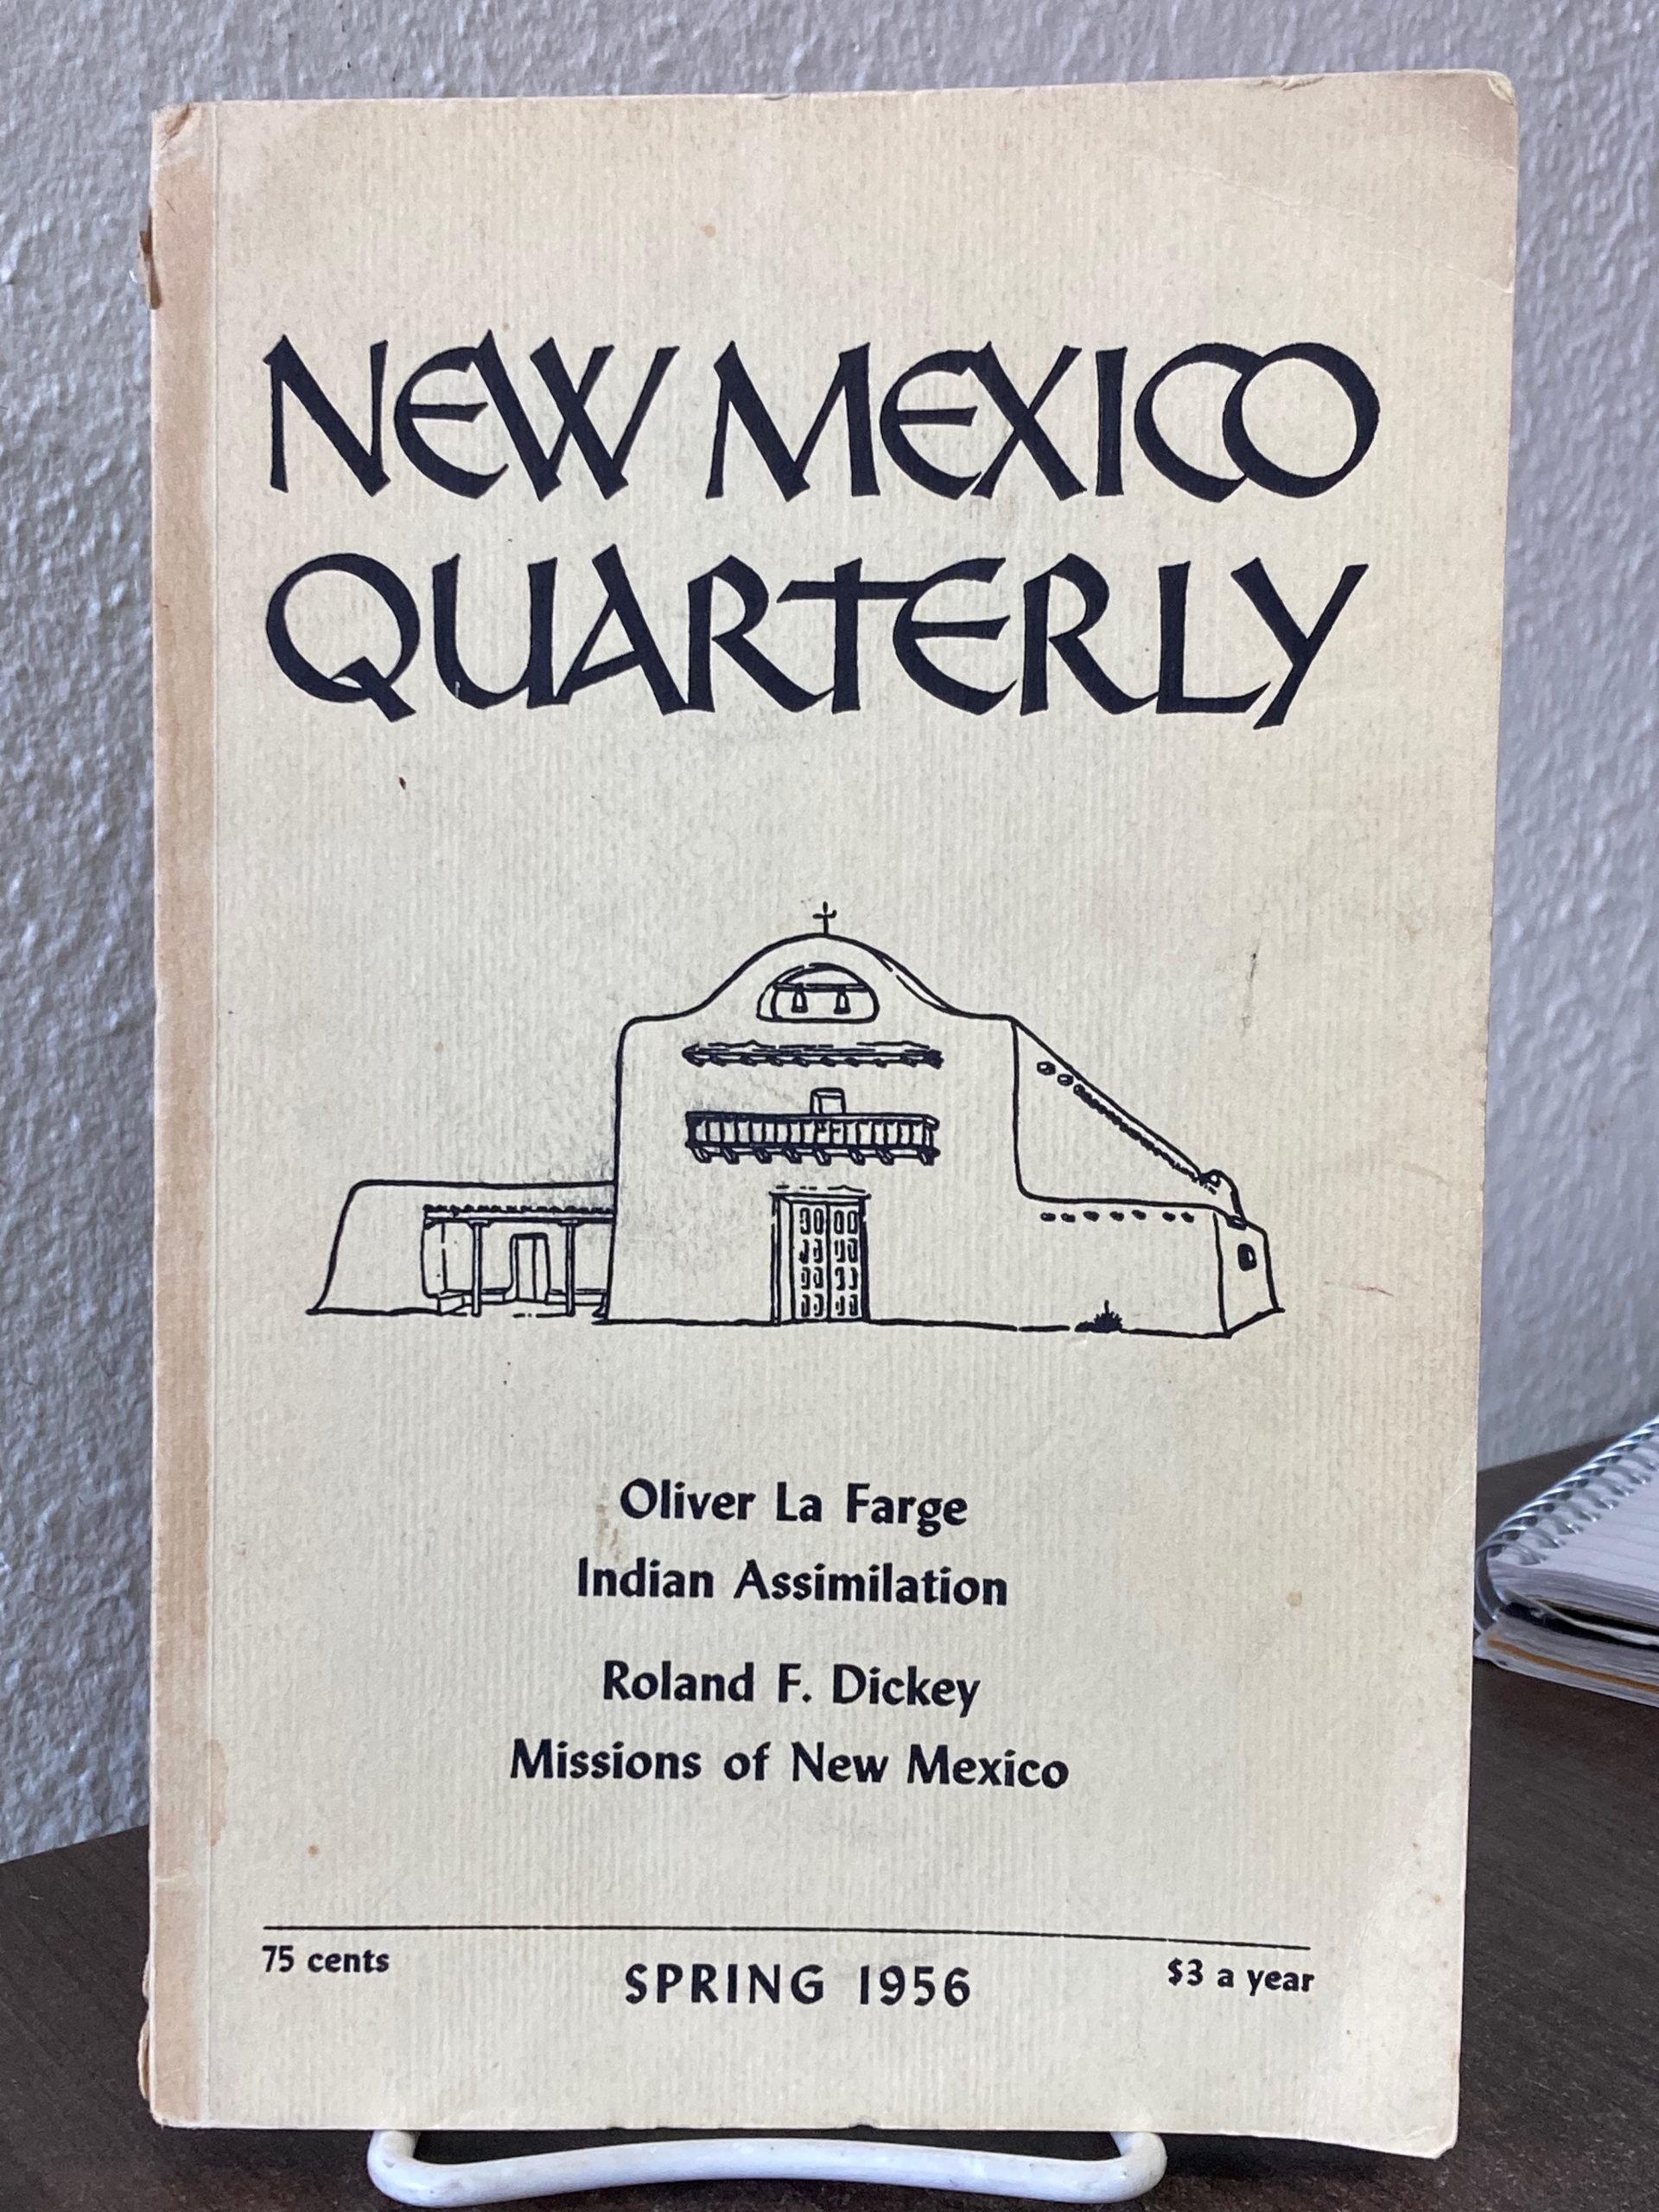 NEW MEXICO
QUARTERLY
Oliver La Farge
Indian Assimilation
Roland F. Dickey
Missions of New Mexico
75 cents
SPRING 1956
$3 a year